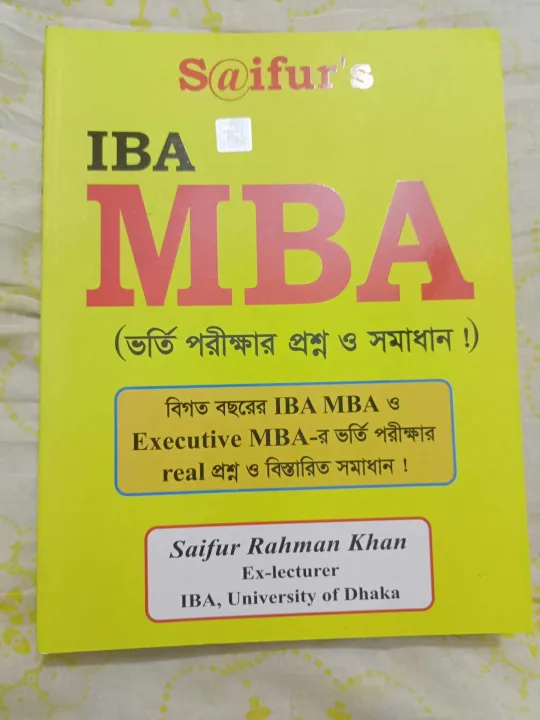 S@ifur's
IBA
MBA
(ভর্তি পরীক্ষার প্রশ্ন ও সমাধান !)
বিগত বছরের IBA MBA ও
Executive MBA-র ভর্তি পরীক্ষার
real প্রশ্ন ও বিস্তারিত সমাধান !
Saifur Rahman Khan
Ex-lecturer
IBA, University of Dhaka